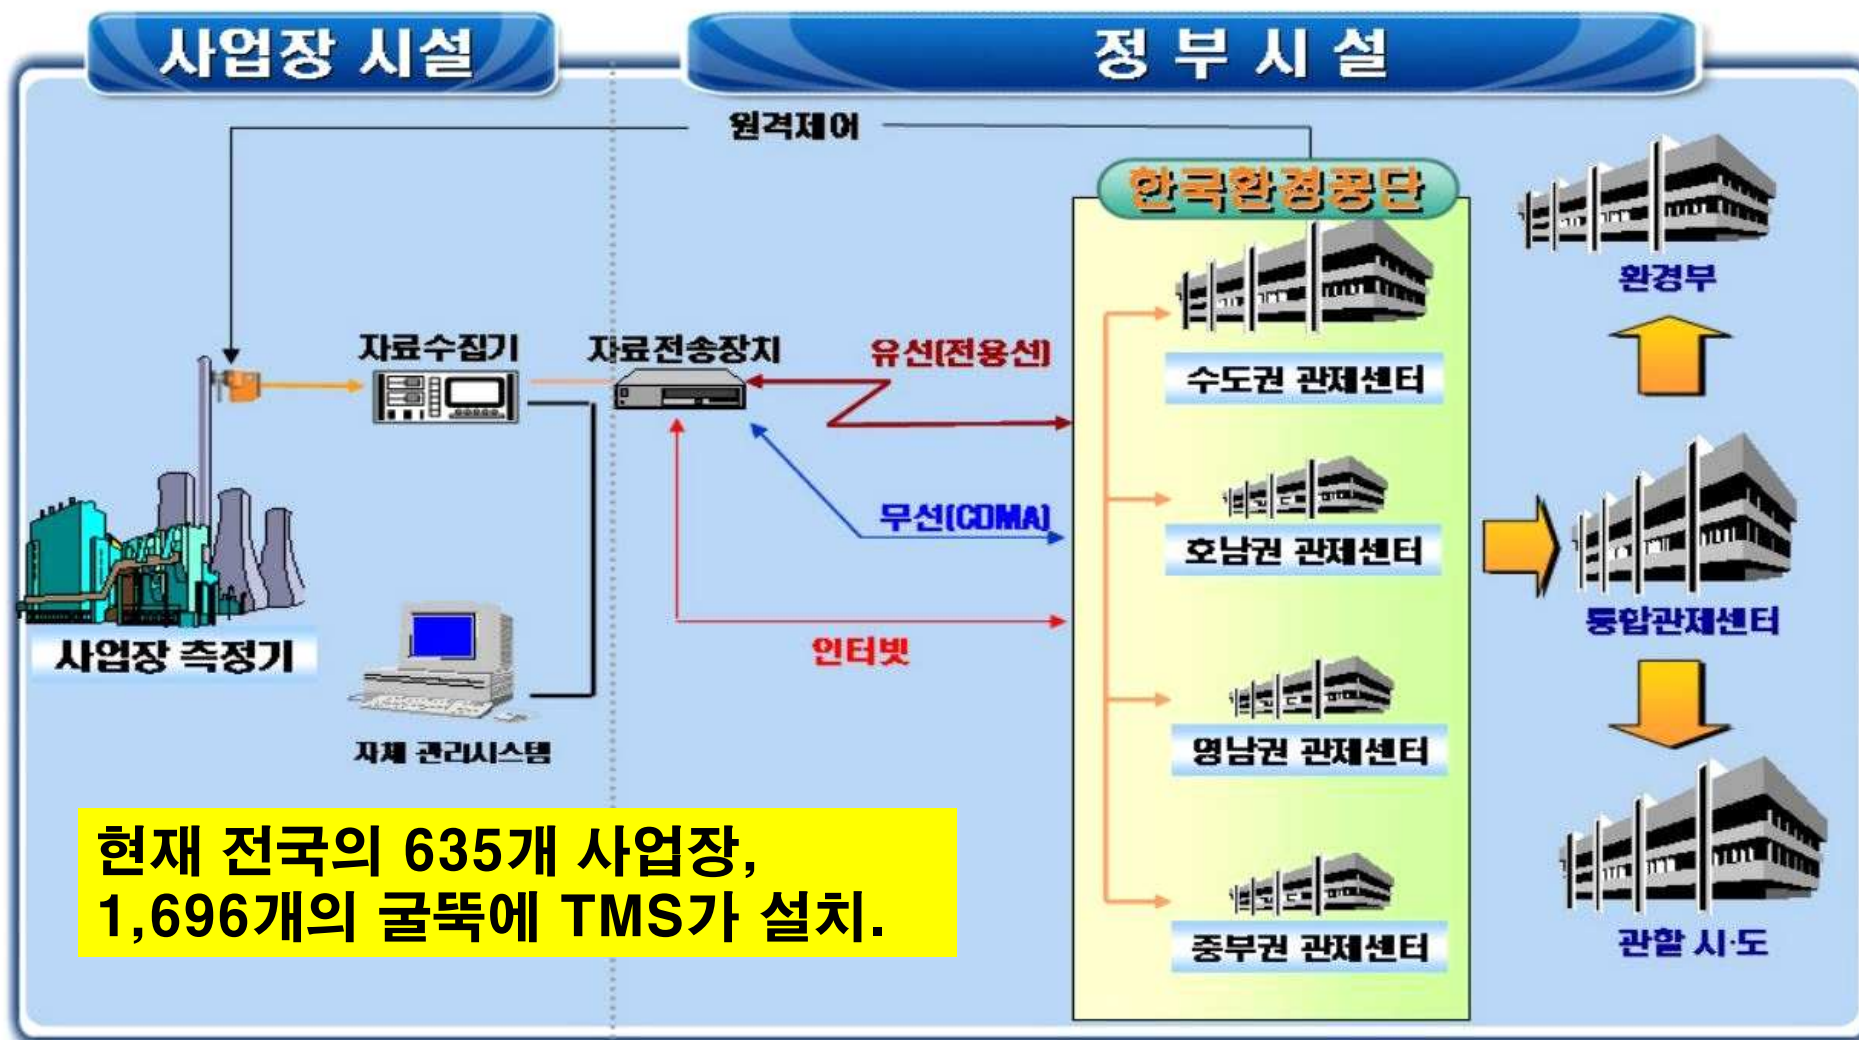 사업장 시설
정 부 시 설
원격제어
한국환경공단
환경부
자료수집기
자료전송장치
유선(전용선)
수도권 관제센터
무선(CDMA)
호남권 관제센터
통합관제센터
사업장 측정기
인터넷
자체 관리시스템
영남권 관제센터
현재 전국의 635개 사업장,
1,696개의 굴뚝에 TMS가 설치.
중부권 관제센터
관할 시·도